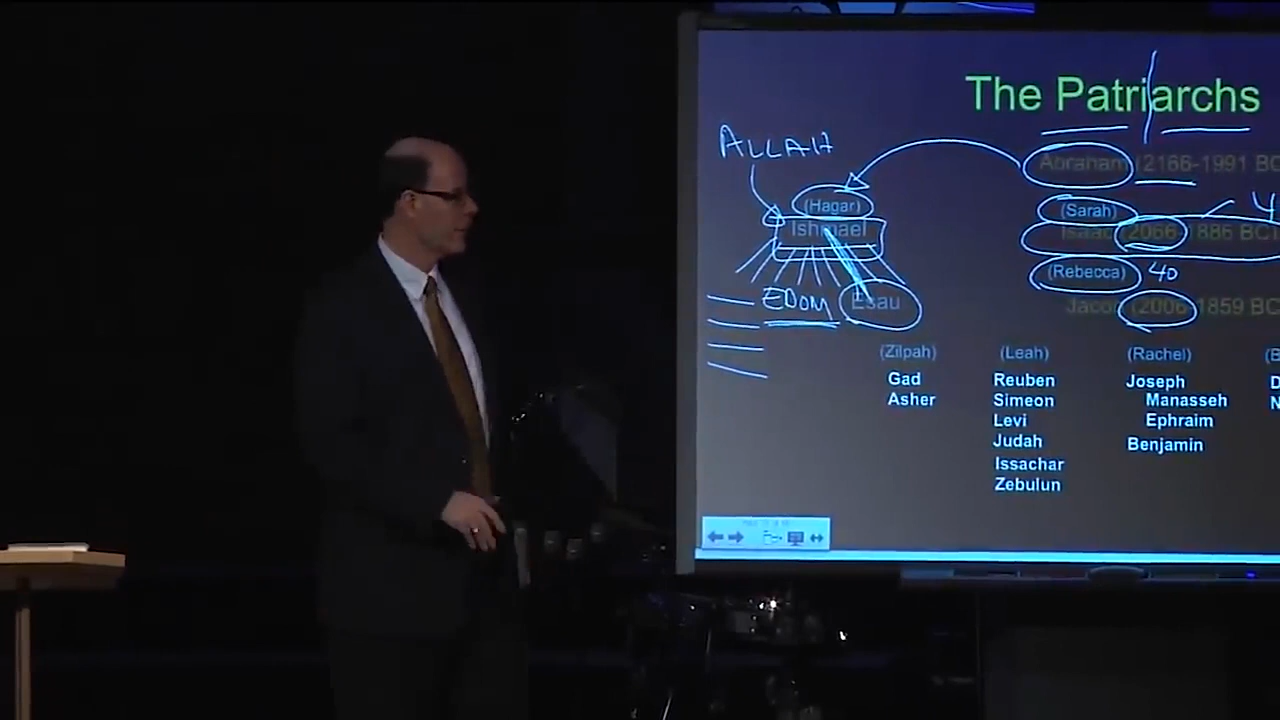 The Patriarchs
ALLAH
Abraham (2166-1991 BC
(Hagar)
(Sarah)
Ishmael
Isaac (2066-1886 BC
(Rebecca) 40
EDOM Esau
Jacob (2006-1859 BC
(Zilpah) (Leah) (Rachel) (B
Gad Reuben Joseph D
Asher Simeon Manasseh N
Levi Ephraim
Judah Benjamin
Issachar
Zebulun